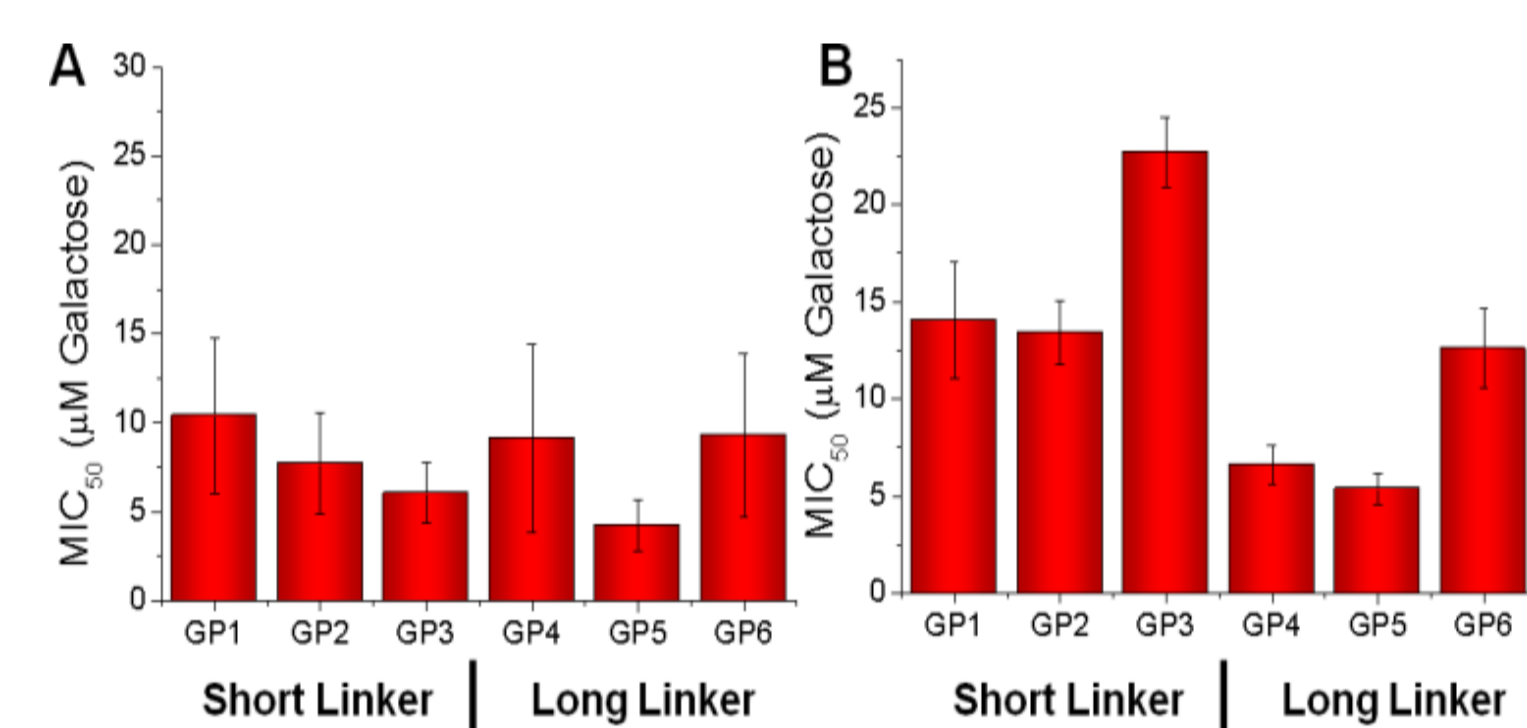 A
MIC50 (μM Galactose)
30
25
20
15
10
5
0
GP1 GP2 GP3 GP4 GP5 GP6
Short Linker Long Linker
B
MIC50 (μM Galactose)
25
20
15
10
5
0
GP1 GP2 GP3 GP4 GP5 GP6
Short Linker Long Linker